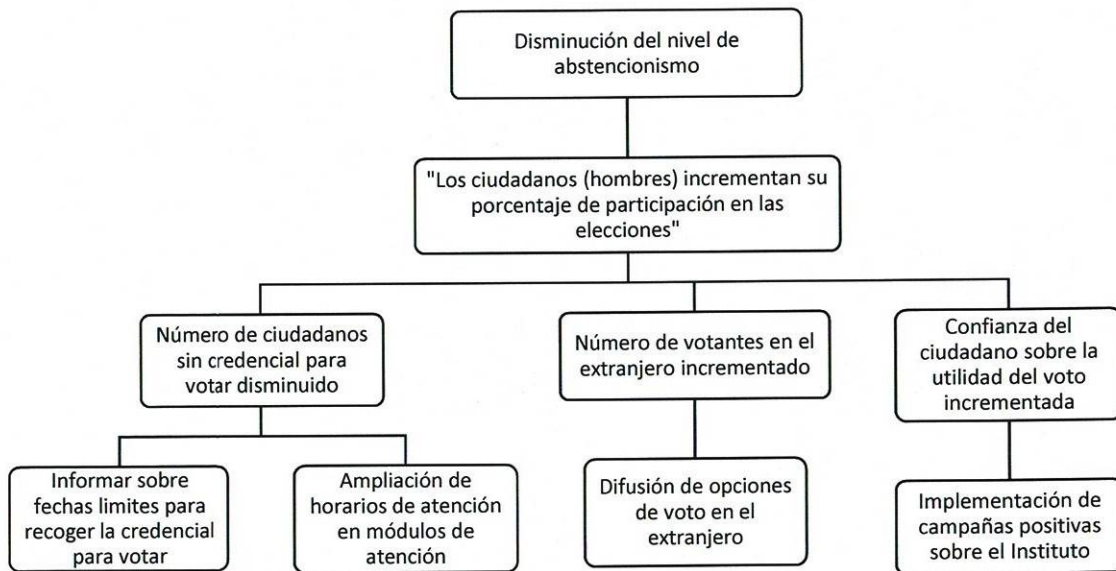 Disminución del nivel de
abstencionismo
"Los ciudadanos (hombres) incrementan su
porcentaje de participación en las
elecciones"
Número de ciudadanos
sin credencial para
votar disminuido
Número de votantes en el
extranjero incrementado
Confianza del
ciudadano sobre la
utilidad del voto
incrementada
Informar sobre
fechas limites para
recoger la credencial
para votar
Ampliación de
horarios de atención
en módulos de
atención
Difusión de opciones
de voto en el
extranjero
Implementación de
campañas positivas
sobre el Instituto